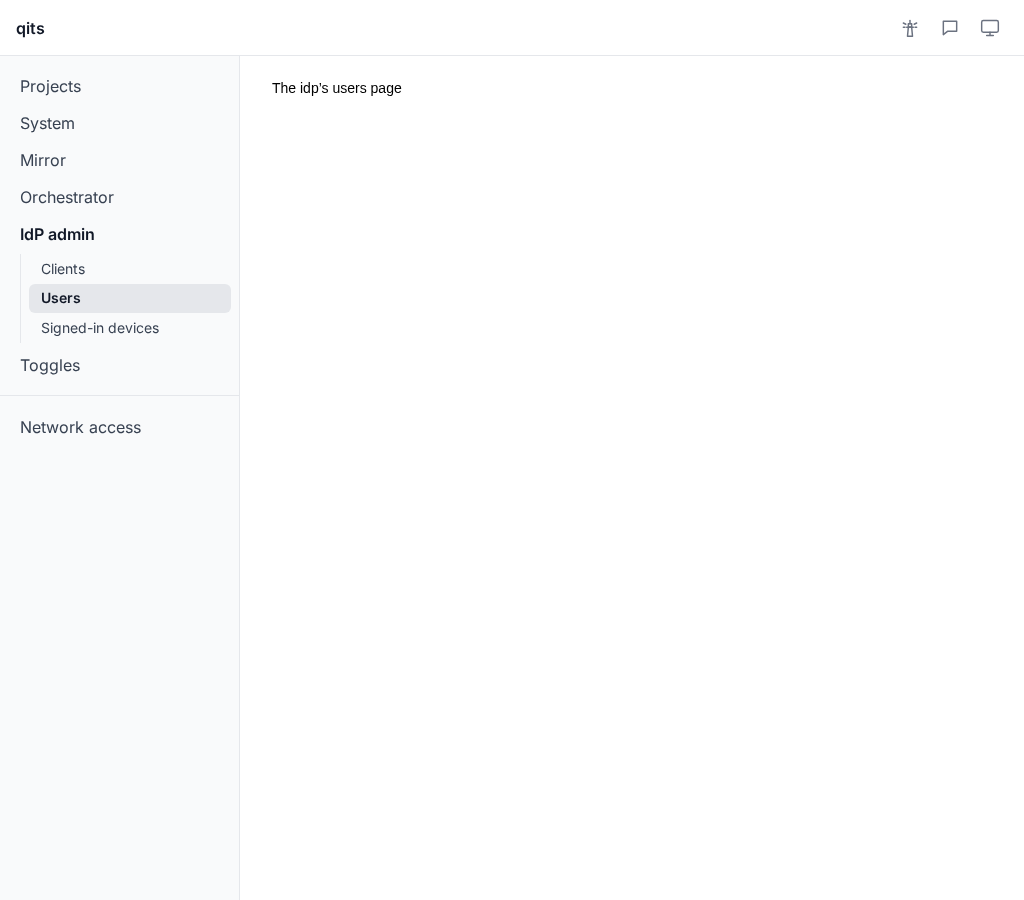 qits
Projects
System
Mirror
Orchestrator
IdP admin
Clients
Users
Signed-in devices
Toggles
Network access
The idp's users page